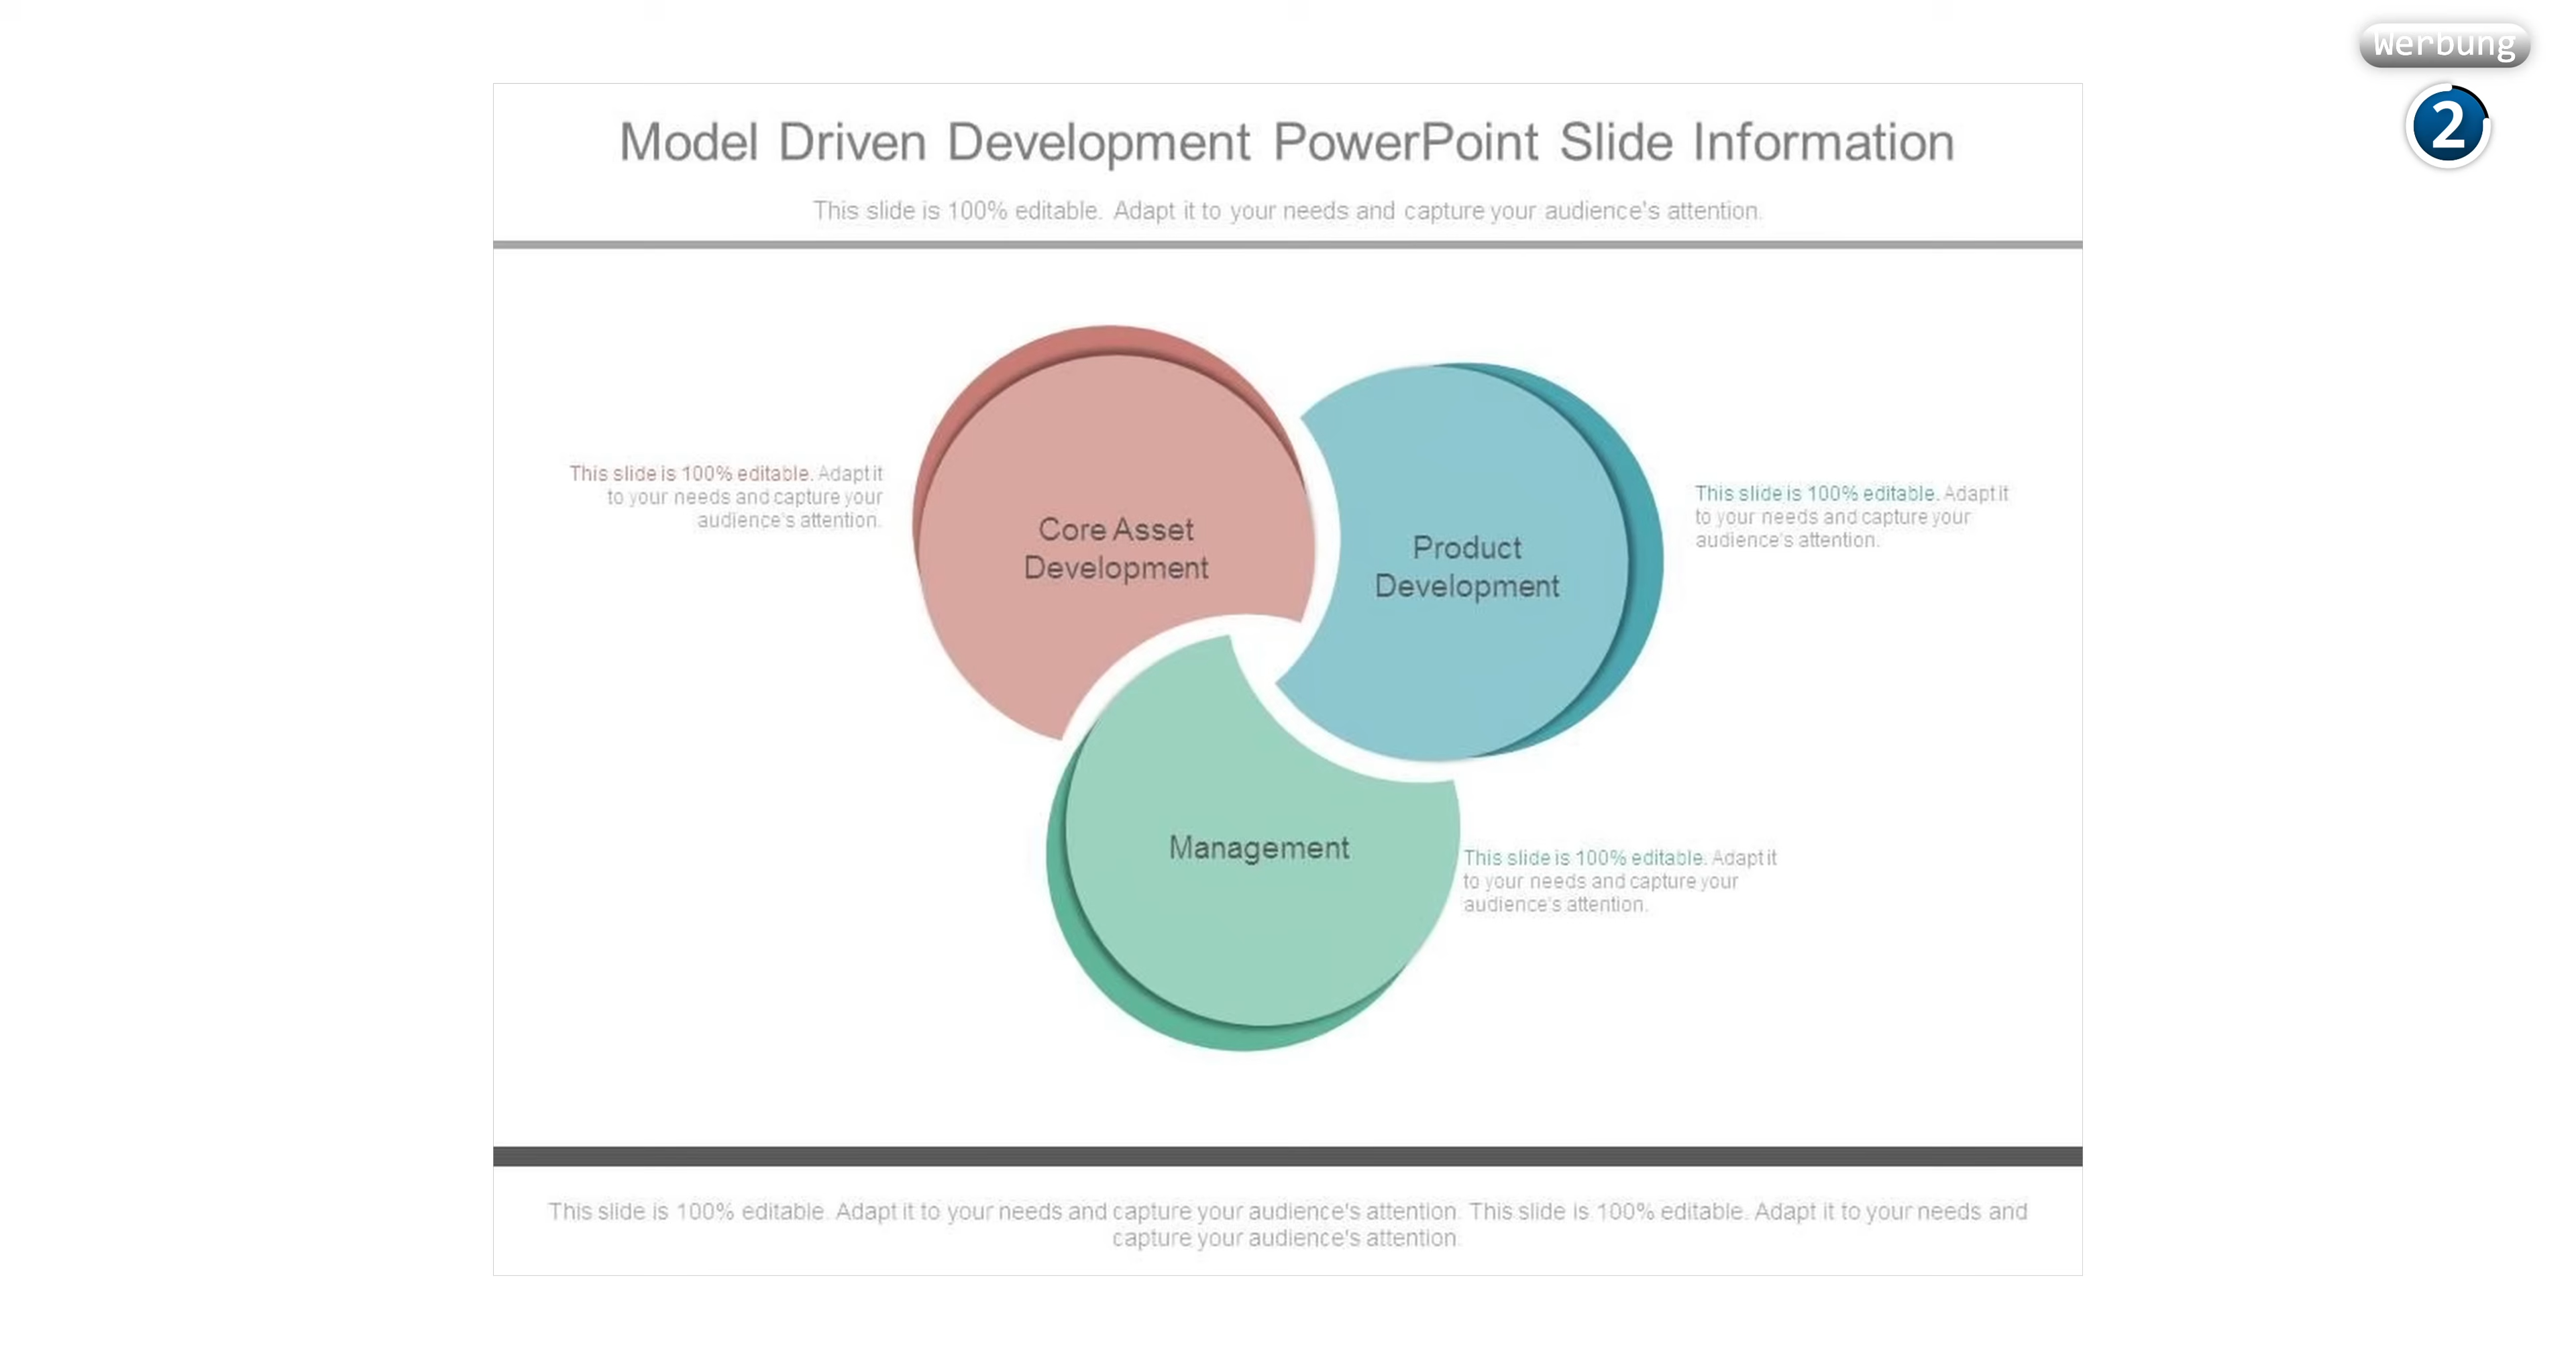 Werbung
2
Model Driven Development PowerPoint Slide Information
This slide is 100% editable. Adapt it to your needs and capture your audience's attention.
This slide is 100% editable. Adapt it
to your needs and capture your
audience's attention.
Core Asset
Development
Product
Development
This slide is 100% editable. Adapt it
to your needs and capture your
audience's attention.
Management
This slide is 100% editable. Adapt it
to your needs and capture your
audience's attention.
This slide is 100% editable. Adapt it to your needs and capture your audience's attention. This slide is 100% editable. Adapt it to your needs and
capture your audience's attention.